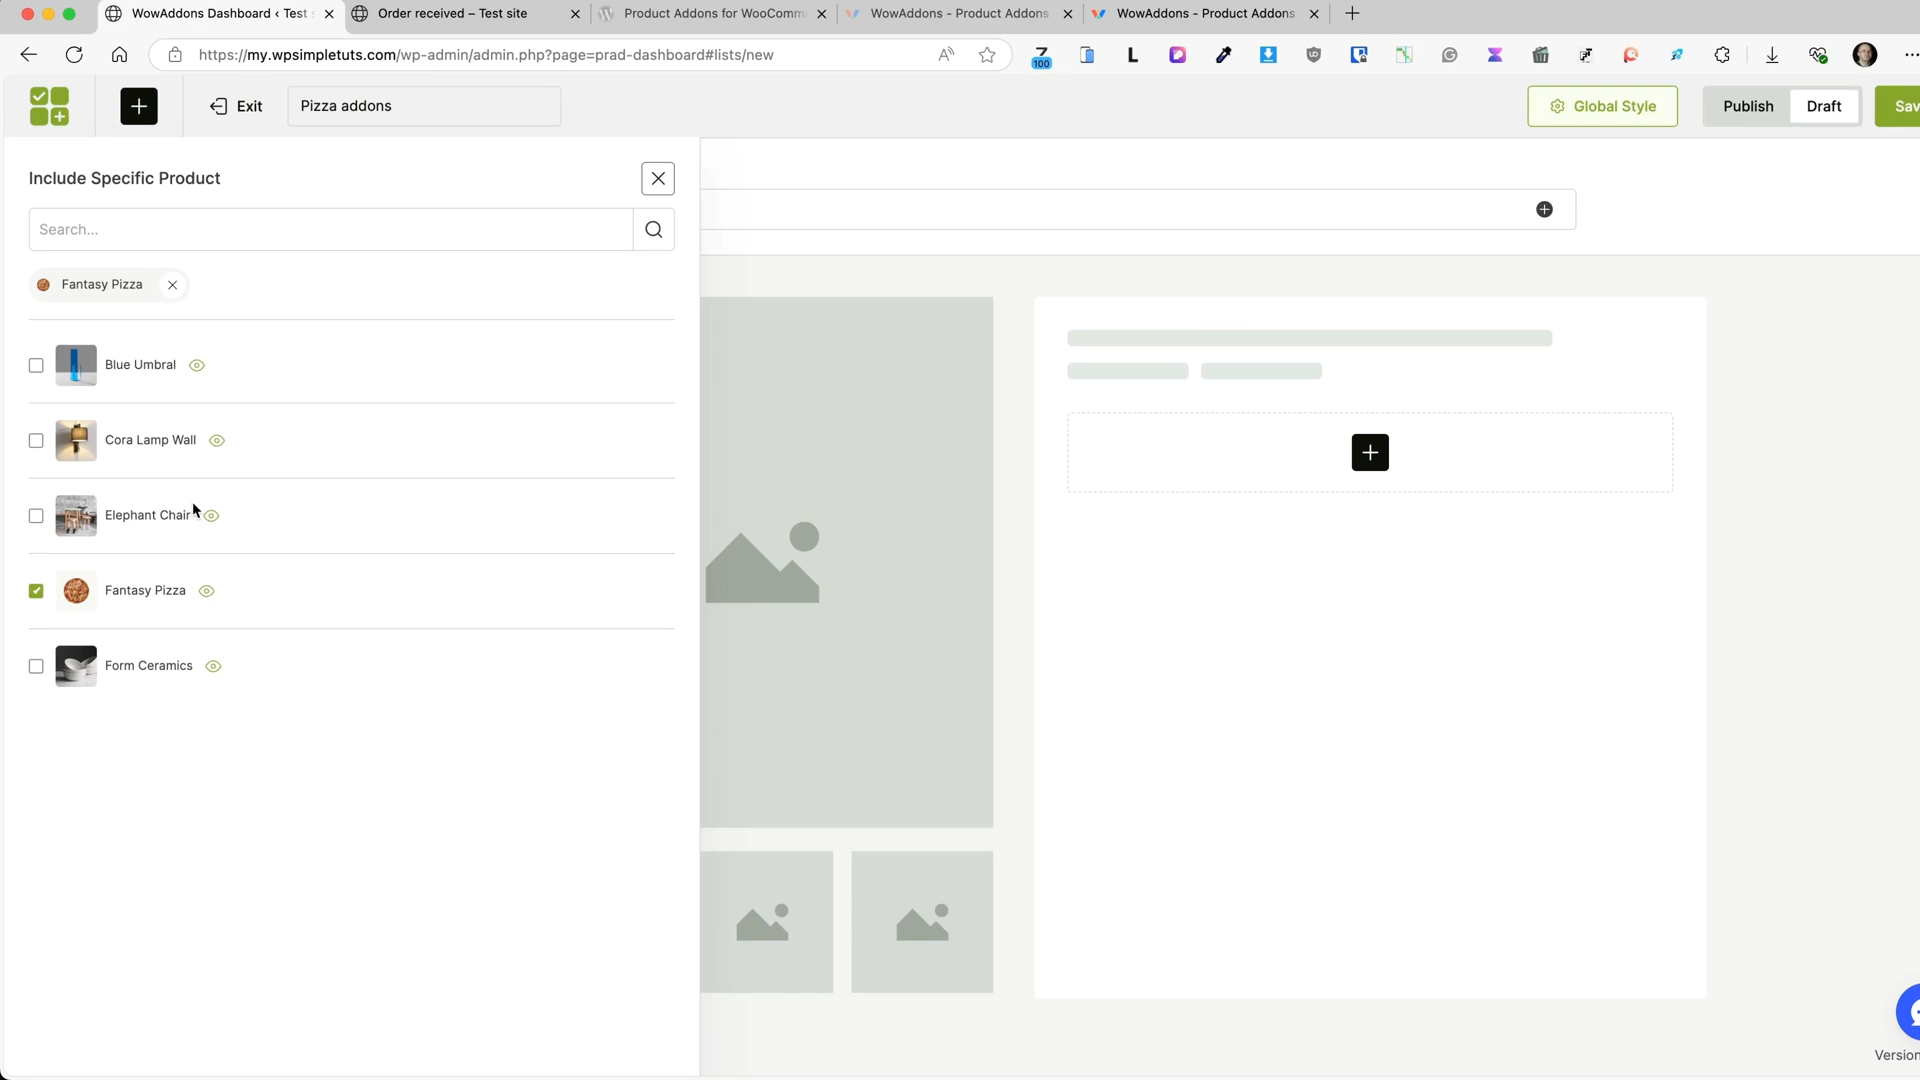 WowAddons Dashboard ‹ Test s
Order received – Test site
Product Addons for WooComm
WowAddons - Product Addons
WowAddons - Product Addons
https://my.wpsimpletuts.com/wp-admin/admin.php?page=prad-dashboard#lists/new
100
L
Exit
Pizza addons
Global Style
Publish
Draft
Sav
Include Specific Product
Search...
Fantasy Pizza
Blue Umbral
Cora Lamp Wall
Elephant Chair
Fantasy Pizza
Form Ceramics
Version